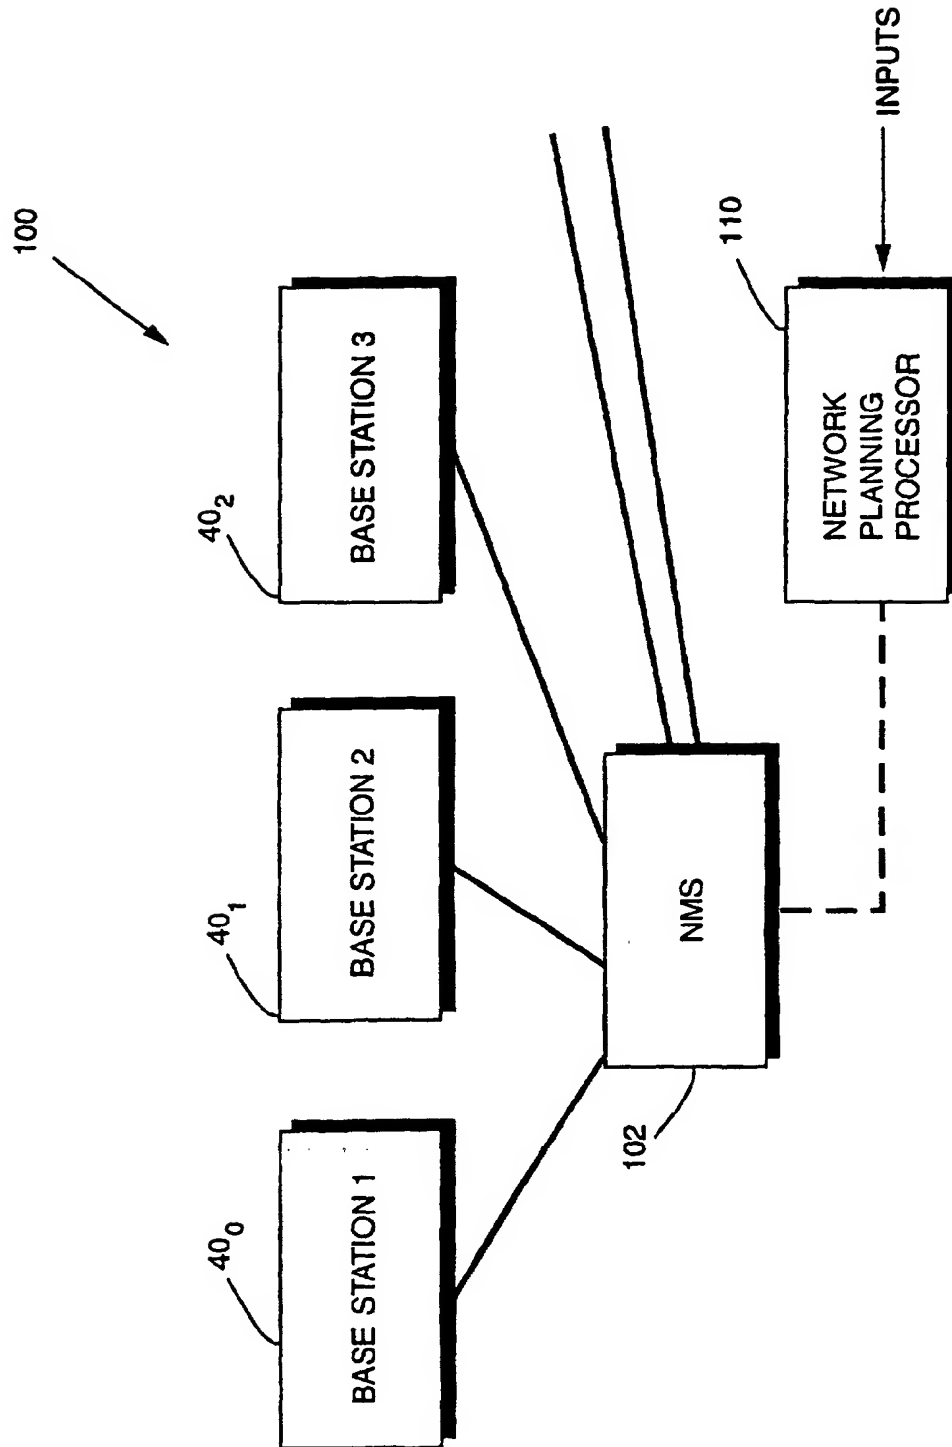 100
40₀
40₁
40₂
BASE STATION 1
BASE STATION 2
BASE STATION 3
102
NMS
110
NETWORK
PLANNING
PROCESSOR
INPUTS